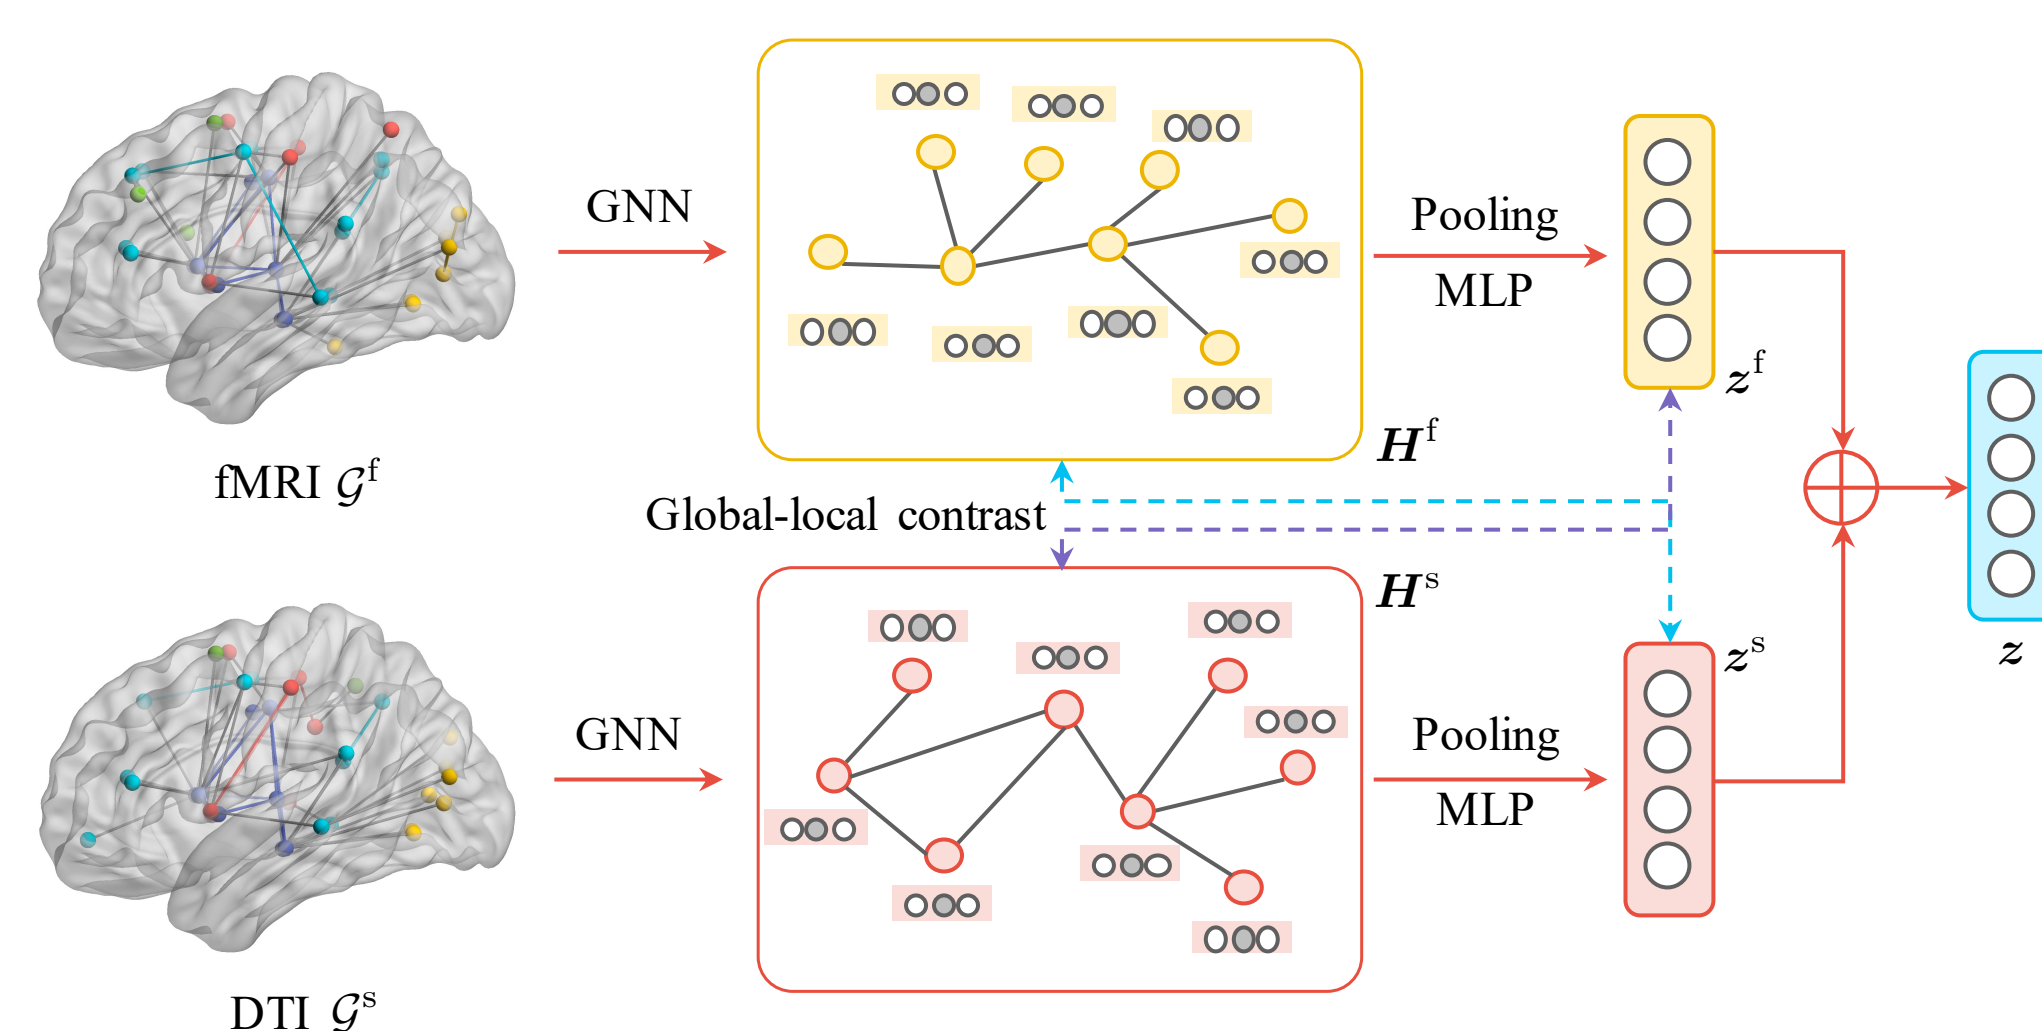 GNN
Pooling
MLP
z^f
H^f
fMRI 𝒢^f
Global-local contrast
H^s
z^s
z
GNN
Pooling
MLP
DTI 𝒢^s